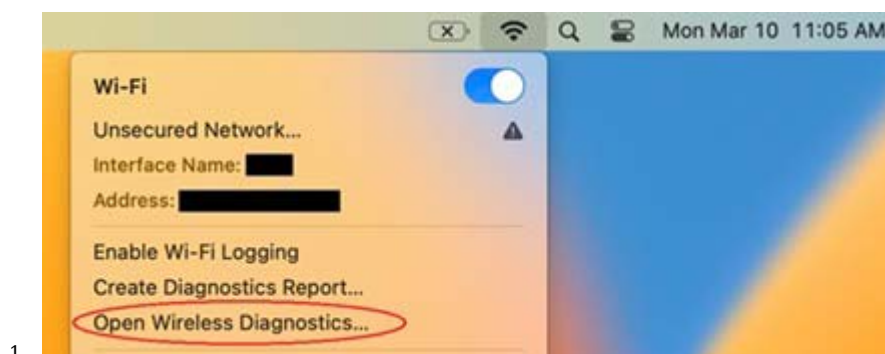 Mon Mar 10 11:05 AM
Wi-Fi
Unsecured Network...
Interface Name:
Address:
Enable Wi-Fi Logging
Create Diagnostics Report...
Open Wireless Diagnostics...
1